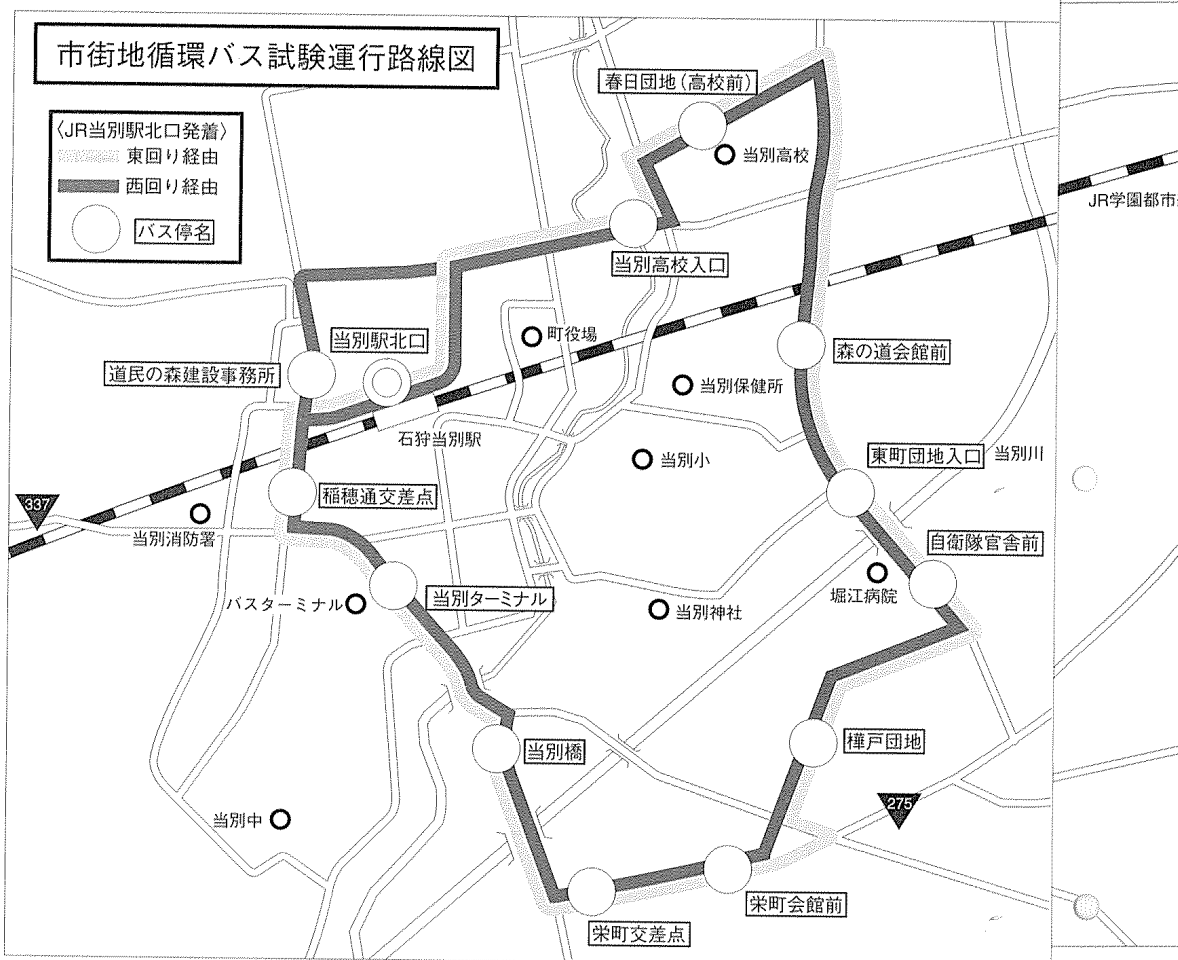 市街地循環バス試験運行路線図
〈JR当別駅北口発着〉
東回り経由
西回り経由
バス停名
春日団地(高校前)
当別高校
JR学園都市
当別高校入口
町役場
当別駅北口
森の道会館前
道民の森建設事務所
当別保健所
石狩当別駅
当別小
東町団地入口
当別川
稲穂通交差点
337
当別消防署
自衛隊官舎前
堀江病院
当別ターミナル
バスターミナル
当別神社
樺戸団地
当別橋
275
当別中
栄町会館前
栄町交差点